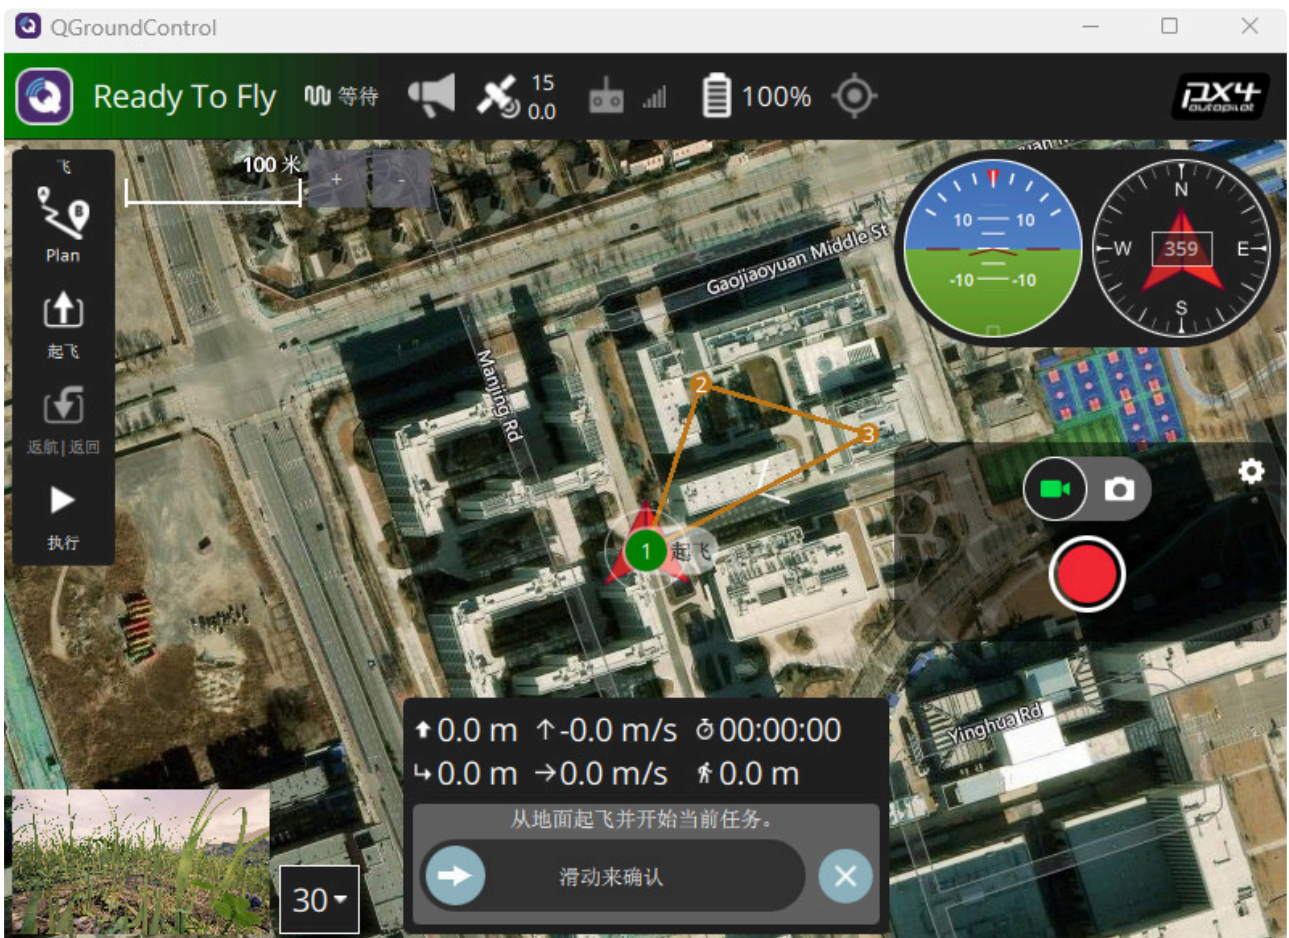 QGroundControl
Ready To Fly
等待
15
0.0
100%
PX4
autopilot
飞
Plan
起飞
返航|返回
执行
100 米
+
-
Gaojiaoyuan Middle St
Manjing Rd
Yinghua Rd
10 10
-10 -10
N
W 359 E
S
2
3
1 起飞
0.0 m -0.0 m/s 00:00:00
0.0 m 0.0 m/s 0.0 m
从地面起飞并开始当前任务。
滑动来确认
30